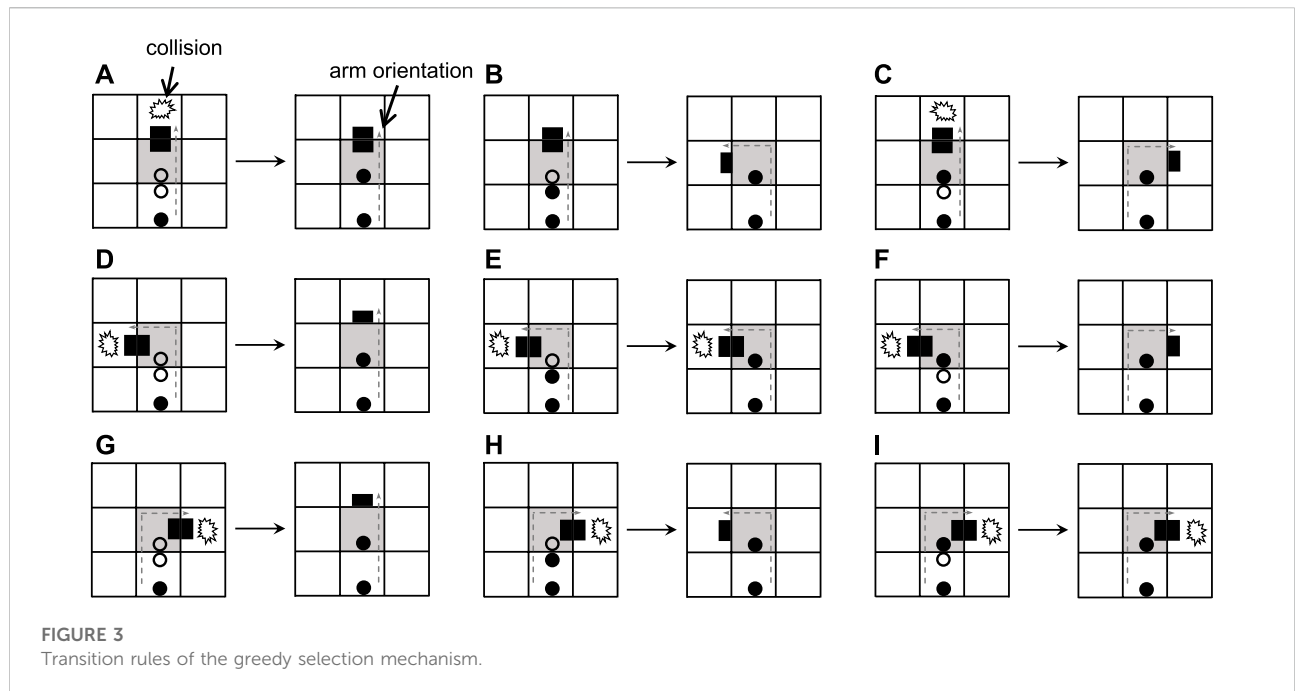 collision
arm orientation
A
B
C
D
E
F
G
H
I
FIGURE 3
Transition rules of the greedy selection mechanism.